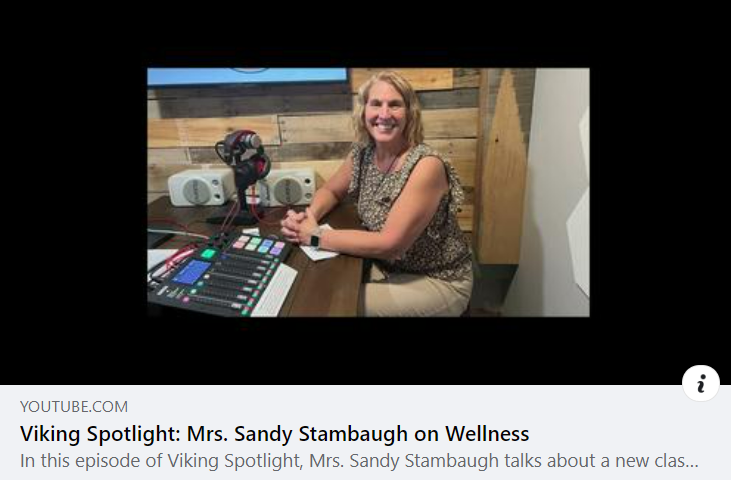 YOUTUBE.COM
Viking Spotlight: Mrs. Sandy Stambaugh on Wellness
In this episode of Viking Spotlight, Mrs. Sandy Stambaugh talks about a new clas...